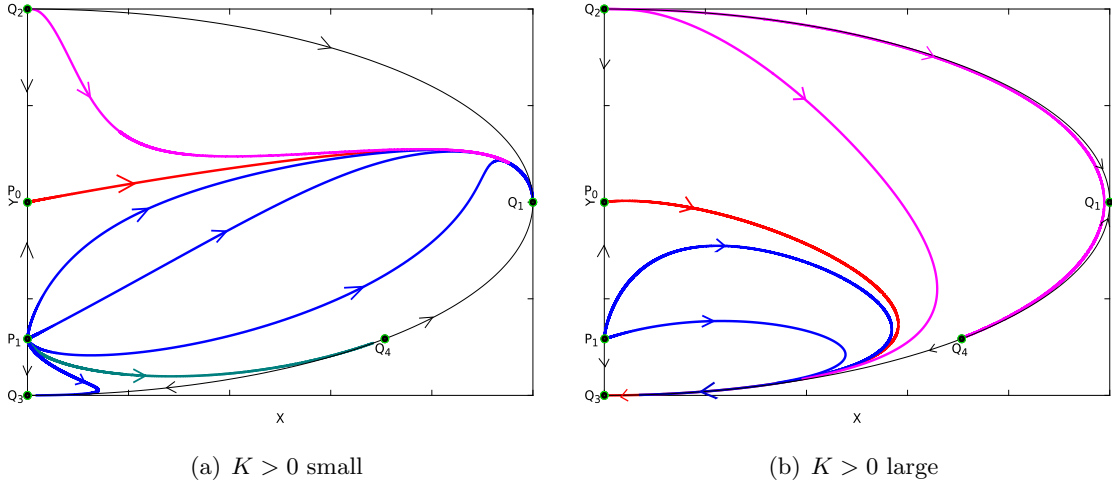 Q2
P0
Y
Q1
P1
Q4
Q3
X
(a) K > 0 small
Q2
P0
Y
Q1
P1
Q4
Q3
X
(b) K > 0 large